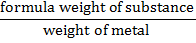 formula weight of substance
weight of metal